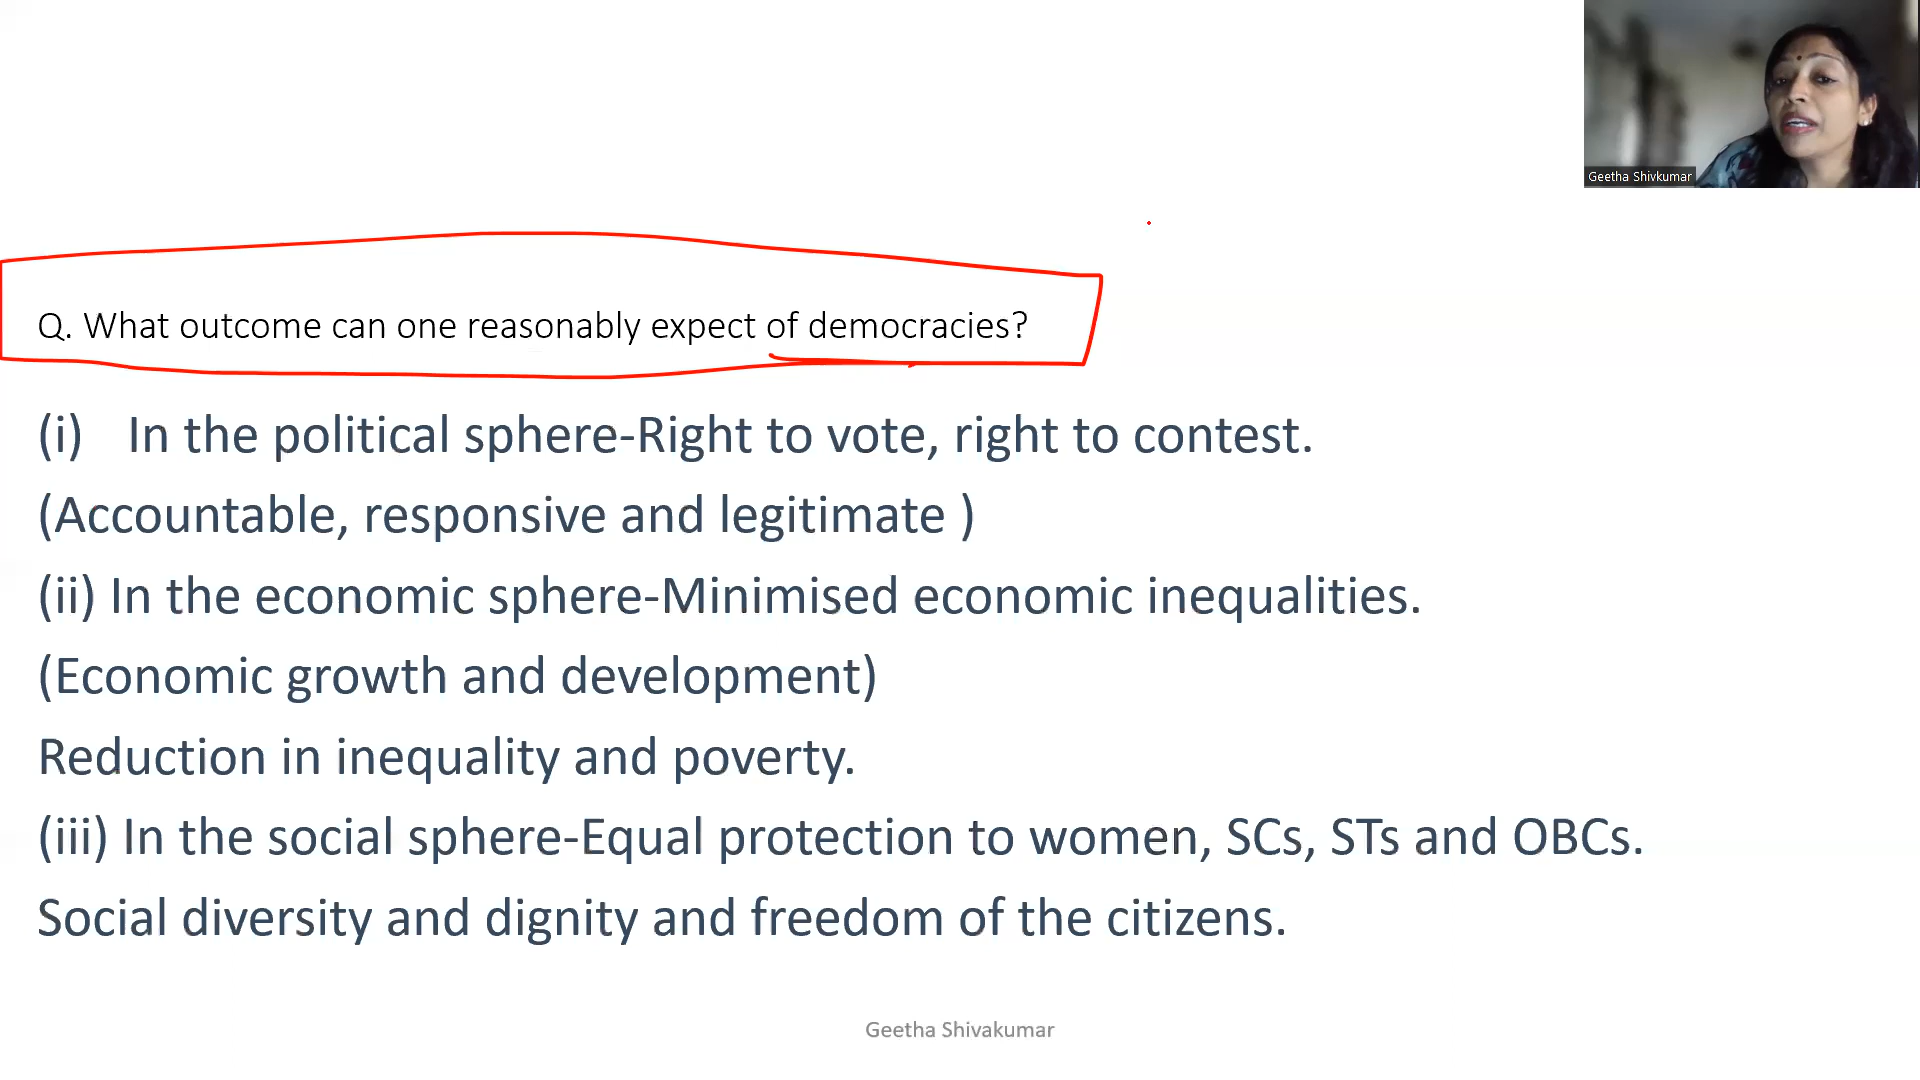 Geetha Shivkumar
Q. What outcome can one reasonably expect of democracies?
(i) In the political sphere-Right to vote, right to contest.
(Accountable, responsive and legitimate )
(ii) In the economic sphere-Minimised economic inequalities.
(Economic growth and development)
Reduction in inequality and poverty.
(iii) In the social sphere-Equal protection to women, SCs, STs and OBCs.
Social diversity and dignity and freedom of the citizens.
Geetha Shivakumar